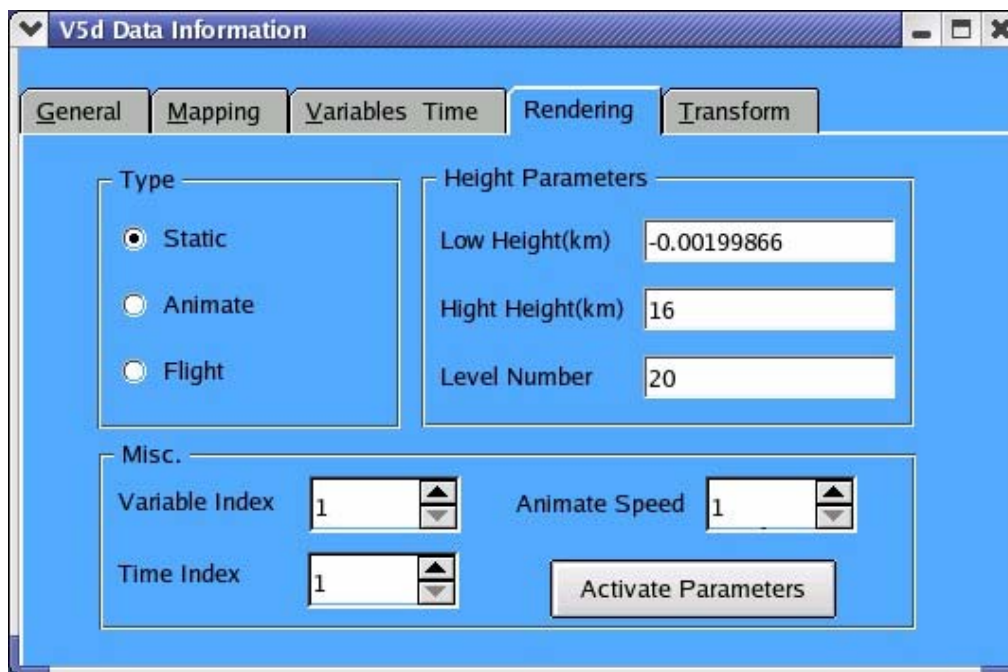 V5d Data Information
General Mapping Variables Time Rendering Transform
Type
Static
Animate
Flight
Height Parameters
Low Height(km) -0.00199866
Hight Height(km) 16
Level Number 20
Misc.
Variable Index 1 Animate Speed 1
Time Index 1 Activate Parameters